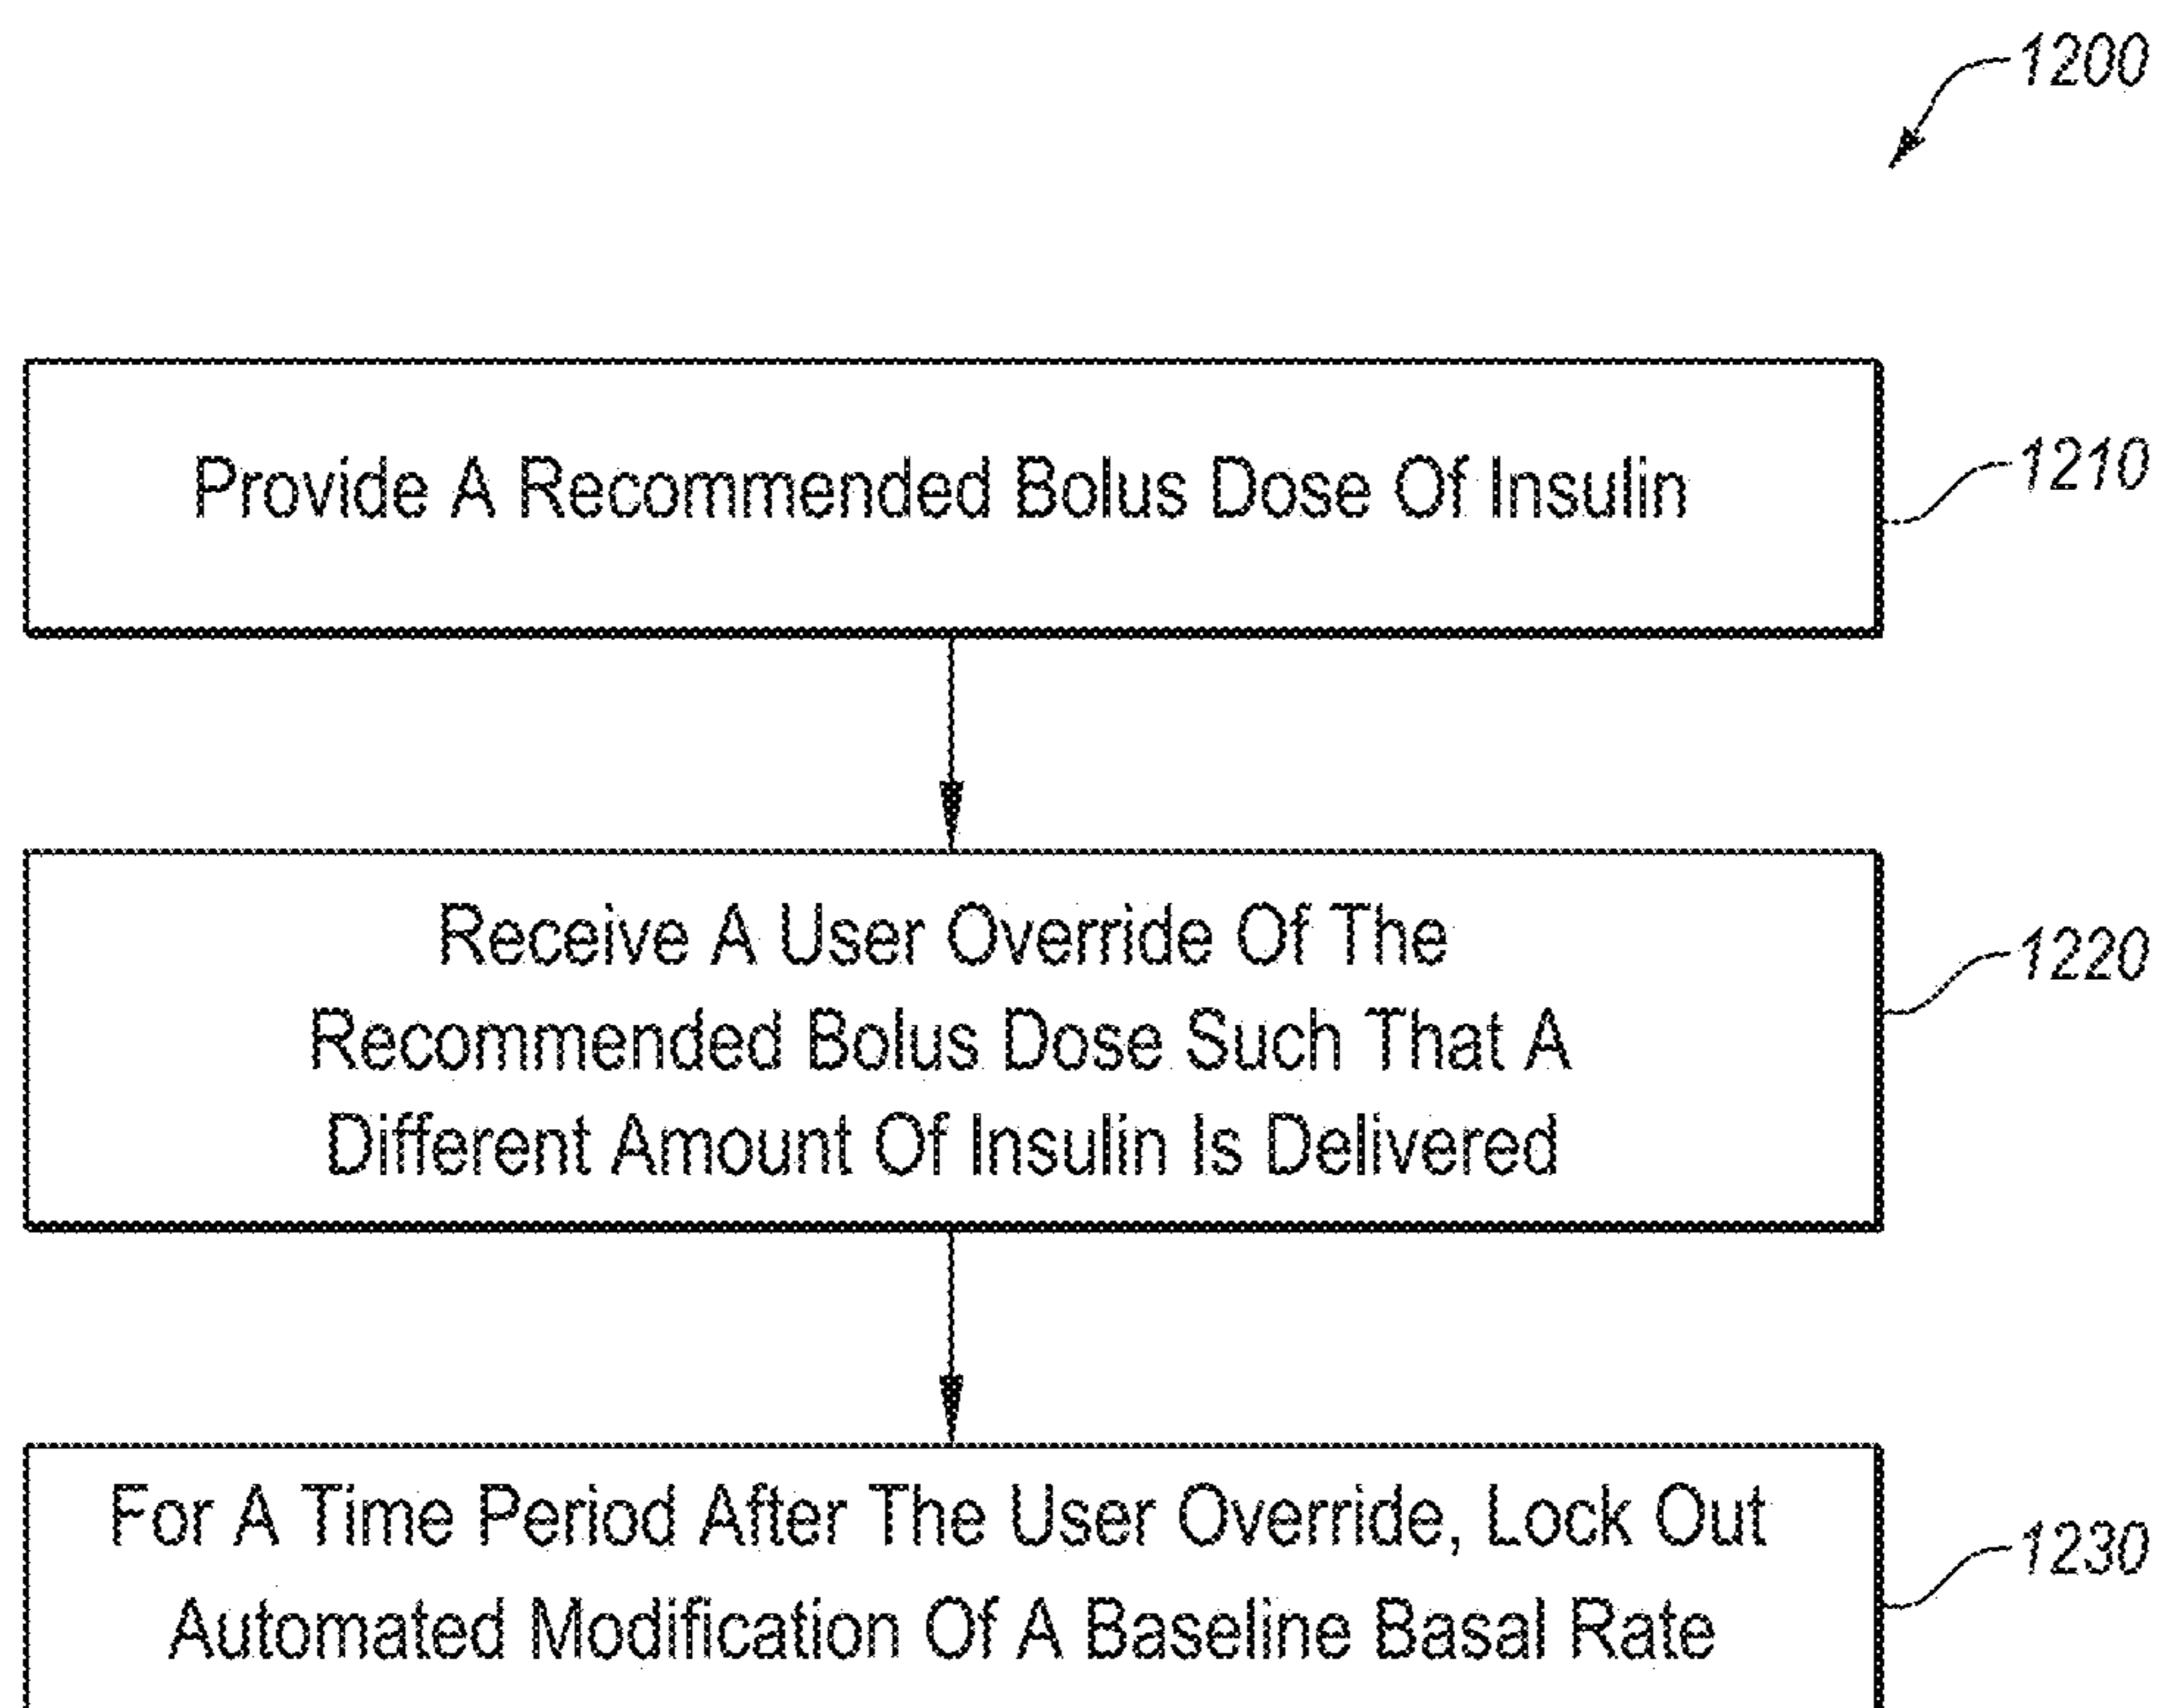 1200
Provide A Recommended Bolus Dose Of Insulin
1210
Receive A User Override Of The
Recommended Bolus Dose Such That A
Different Amount Of Insulin Is Delivered
1220
For A Time Period After The User Override, Lock Out
Automated Modification Of A Baseline Basal Rate
1230